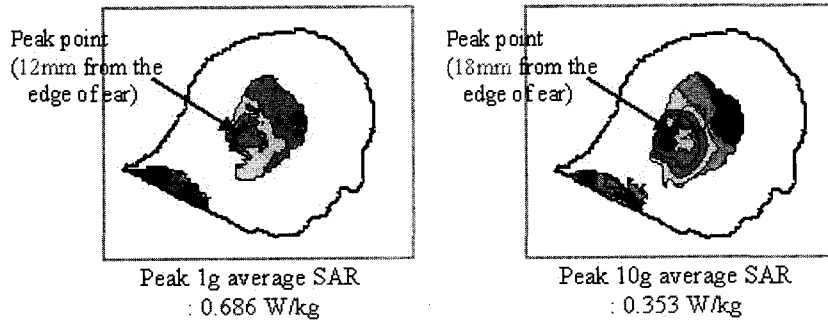 Peak point
(12mm from the
edge of ear)
Peak 1g average SAR
: 0.686 W/kg
Peak point
(18mm from the
edge of ear)
Peak 10g average SAR
: 0.353 W/kg